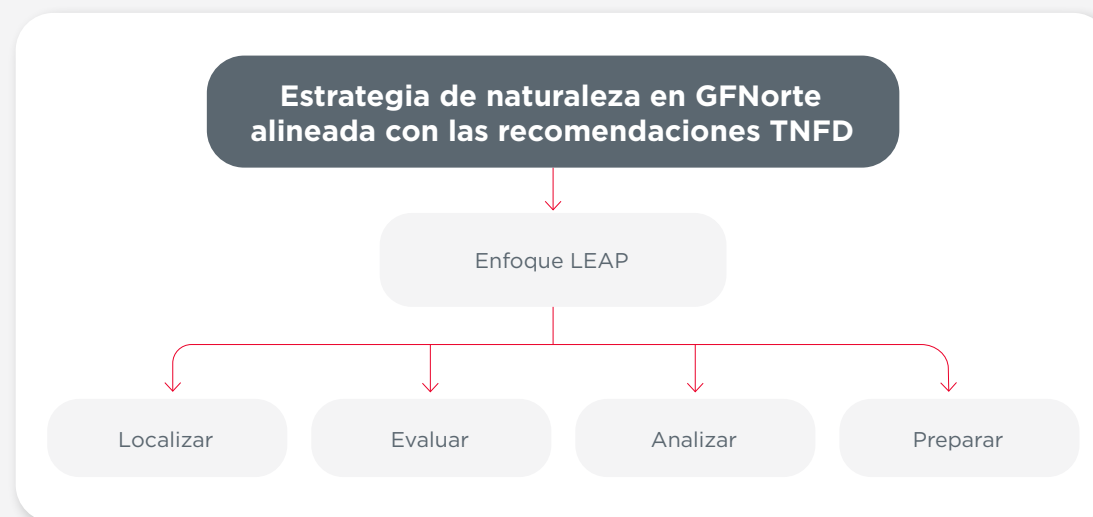 Estrategia de naturaleza en GFNorte
alineada con las recomendaciones TNFD
Enfoque LEAP
Localizar
Evaluar
Analizar
Preparar